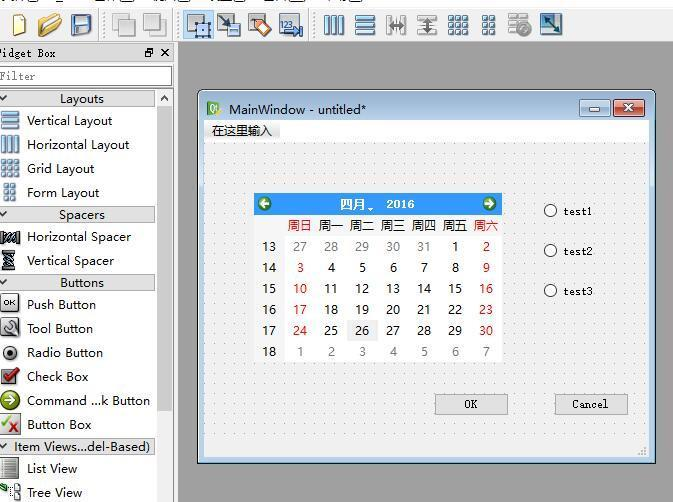 idget Box
Filter
Layouts
Vertical Layout
Horizontal Layout
Grid Layout
Form Layout
Spacers
Horizontal Spacer
Vertical Spacer
Buttons
OK Push Button
Tool Button
Radio Button
Check Box
Command ...k Button
Button Box
Item Views...del-Based)
List View
Tree View
123
MainWindow - untitled*
在这里输入
四月 2016
周日 周一 周二 周三 周四 周五 周六
13 27 28 29 30 31 1 2
14 3 4 5 6 7 8 9
15 10 11 12 13 14 15 16
16 17 18 19 20 21 22 23
17 24 25 26 27 28 29 30
18 1 2 3 4 5 6 7
test1
test2
test3
OK Cancel